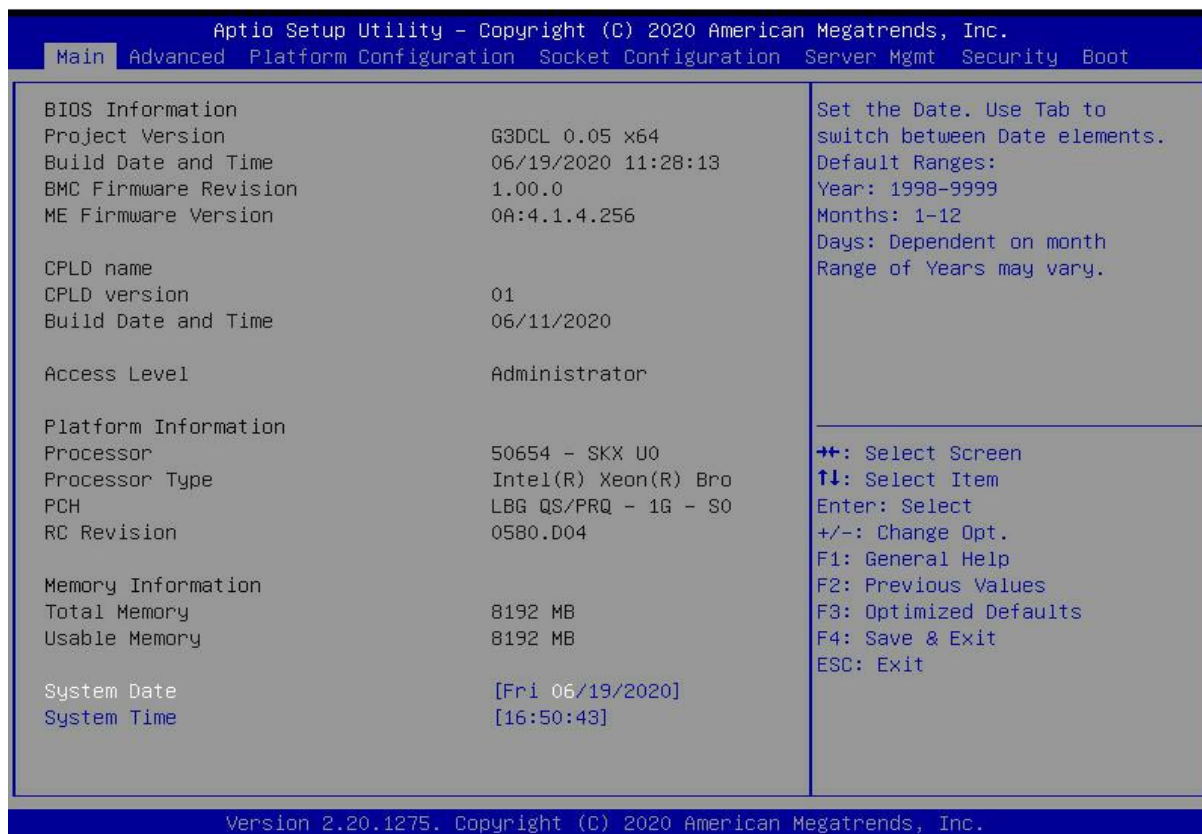 Aptio Setup Utility - Copyright (C) 2020 American Megatrends, Inc.
Main Advanced Platform Configuration Socket Configuration Server Mgmt Security Boot
BIOS Information
Project Version G3DCL 0.05 x64
Build Date and Time 06/19/2020 11:28:13
BMC Firmware Revision 1.00.0
ME Firmware Version 0A:4.1.4.256
CPLD name
CPLD version 01
Build Date and Time 06/11/2020
Access Level Administrator
Platform Information
Processor 50654 - SKX U0
Processor Type Intel(R) Xeon(R) Bro
PCH LBG QS/PRQ - 1G - S0
RC Revision 0580.D04
Memory Information
Total Memory 8192 MB
Usable Memory 8192 MB
System Date [Fri 06/19/2020]
System Time [16:50:43]
Set the Date. Use Tab to
switch between Date elements.
Default Ranges:
Year: 1998-9999
Months: 1-12
Days: Dependent on month
Range of Years may vary.
→←: Select Screen
↑↓: Select Item
Enter: Select
+/-: Change Opt.
F1: General Help
F2: Previous Values
F3: Optimized Defaults
F4: Save & Exit
ESC: Exit
Version 2.20.1275. Copyright (C) 2020 American Megatrends, Inc.